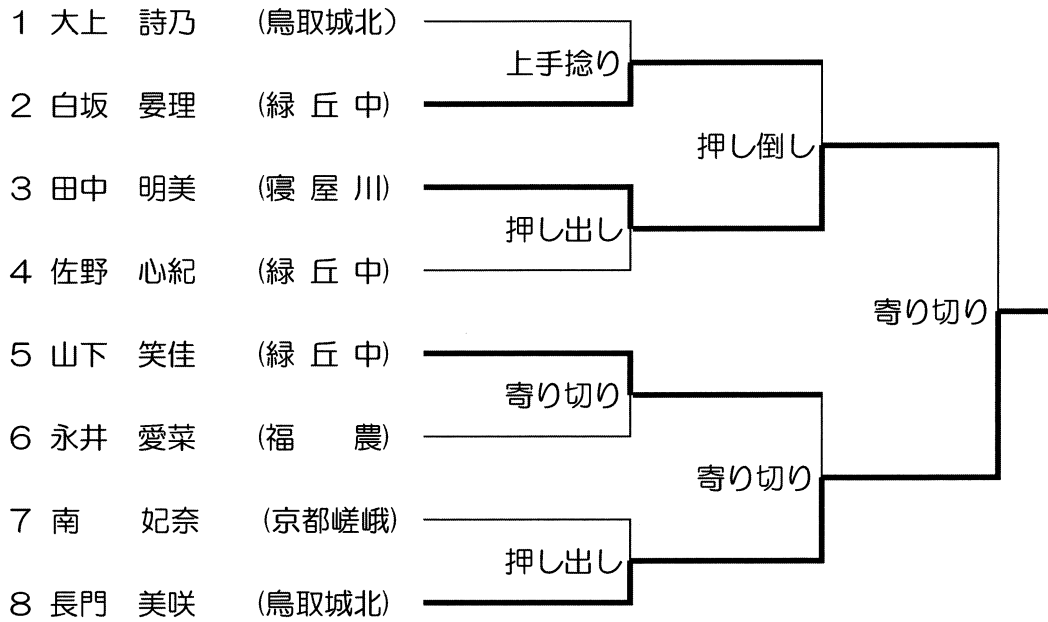 1 大上 詩乃 (鳥取城北)
上手捻り
2 白坂 晏理 (緑丘中)
押し倒し
3 田中 明美 (寝屋川)
押し出し
4 佐野 心紀 (緑丘中)
寄り切り
5 山下 笑佳 (緑丘中)
寄り切り
6 永井 愛菜 (福 農)
寄り切り
7 南 妃奈 (京都嵯峨)
押し出し
8 長門 美咲 (鳥取城北)